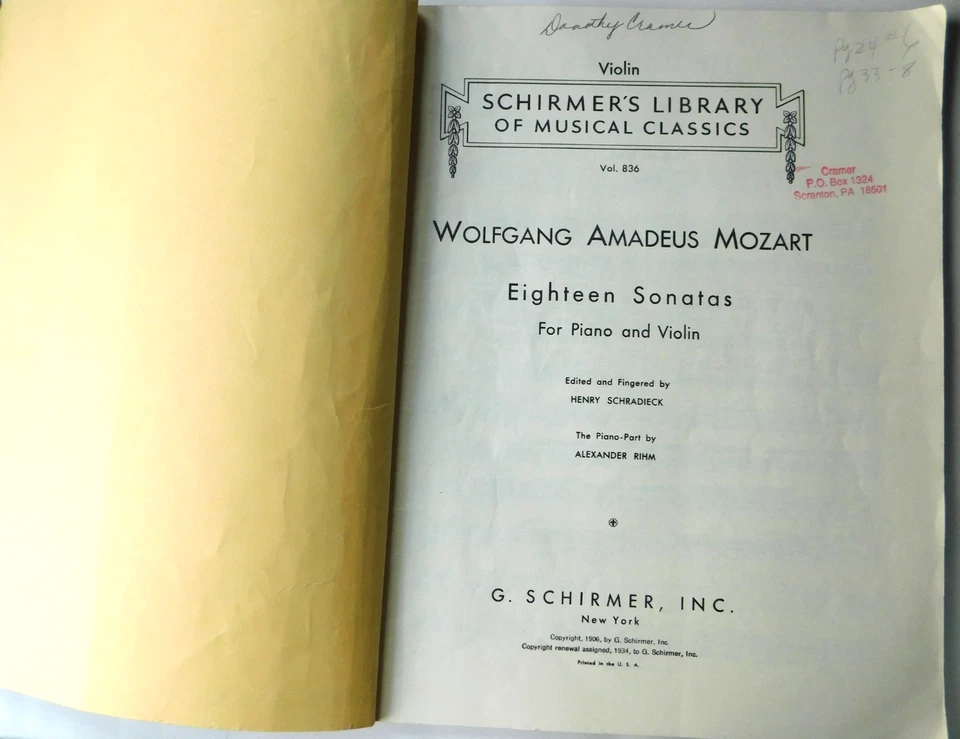 Dorothy Cramer
Pg 24 #6
Pg 33 - 8
Violin
SCHIRMER'S LIBRARY
OF MUSICAL CLASSICS
Vol. 836
Cramer
P.O. Box 1324
Scranton, PA 18501
WOLFGANG AMADEUS MOZART
Eighteen Sonatas
For Piano and Violin
Edited and Fingered by
HENRY SCHRADIECK
The Piano-Part by
ALEXANDER RIHM
G. SCHIRMER, INC.
New York
Copyright, 1906, by G. Schirmer, Inc.
Copyright renewal assigned, 1934, to G. Schirmer, Inc.
Printed in the U. S. A.